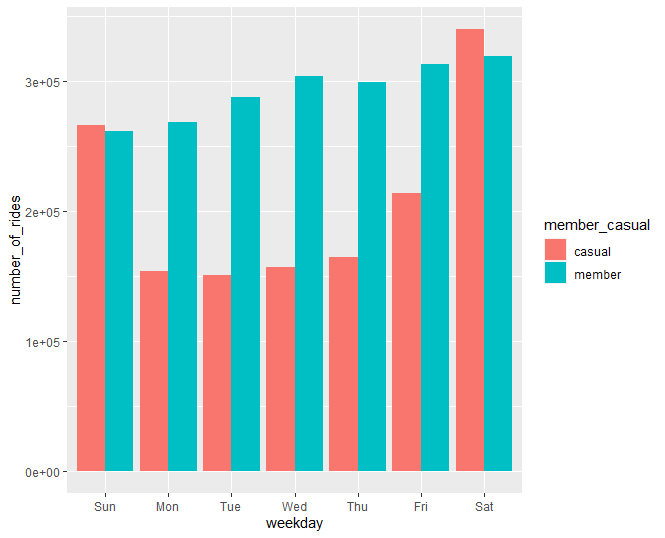 number_of_rides
3e+05
2e+05
1e+05
0e+00
Sun Mon Tue Wed Thu Fri Sat
weekday
member_casual
casual
member